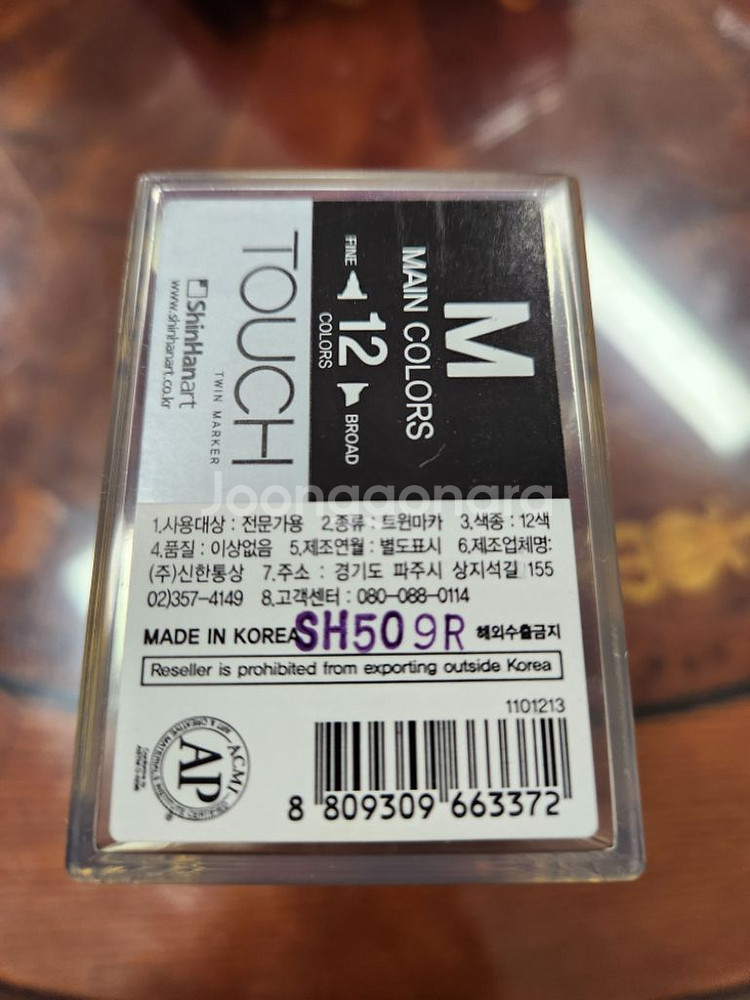 M
MAIN COLORS
FINE 12 COLORS BROAD
TOUCH
TWIN MARKER
ShinHanart
www.shinhanart.co.kr
Joonggonara
1.사용대상 : 전문가용 2.종류 : 트윈마카 3.색종 : 12색
4.품질 : 이상없음 5.제조연월 : 별도표시 6.제조업체명:
(주)신한통상 7.주소 : 경기도 파주시 상지석길 155
02)357-4149 8.고객센터 : 080-088-0114
MADE IN KOREA SH509R 해외수출금지
Reseller is prohibited from exporting outside Korea
1101213
8 809309 663372
ACMI
AP